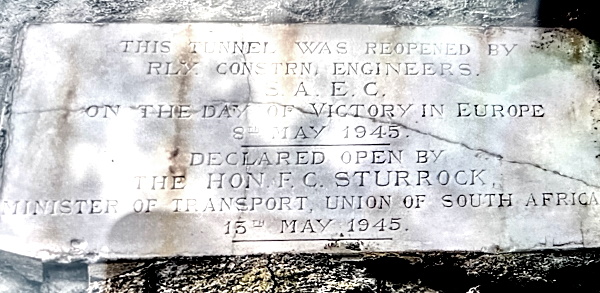 THIS TUNNEL WAS REOPENED BY
RLY. CONSTRN. ENGINEERS.
S. A. E. C.
ON THE DAY OF VICTORY IN EUROPE
8TH MAY 1945.
DECLARED OPEN BY
THE HON. F. C. STURROCK,
MINISTER OF TRANSPORT, UNION OF SOUTH AFRICA
15TH MAY 1945.